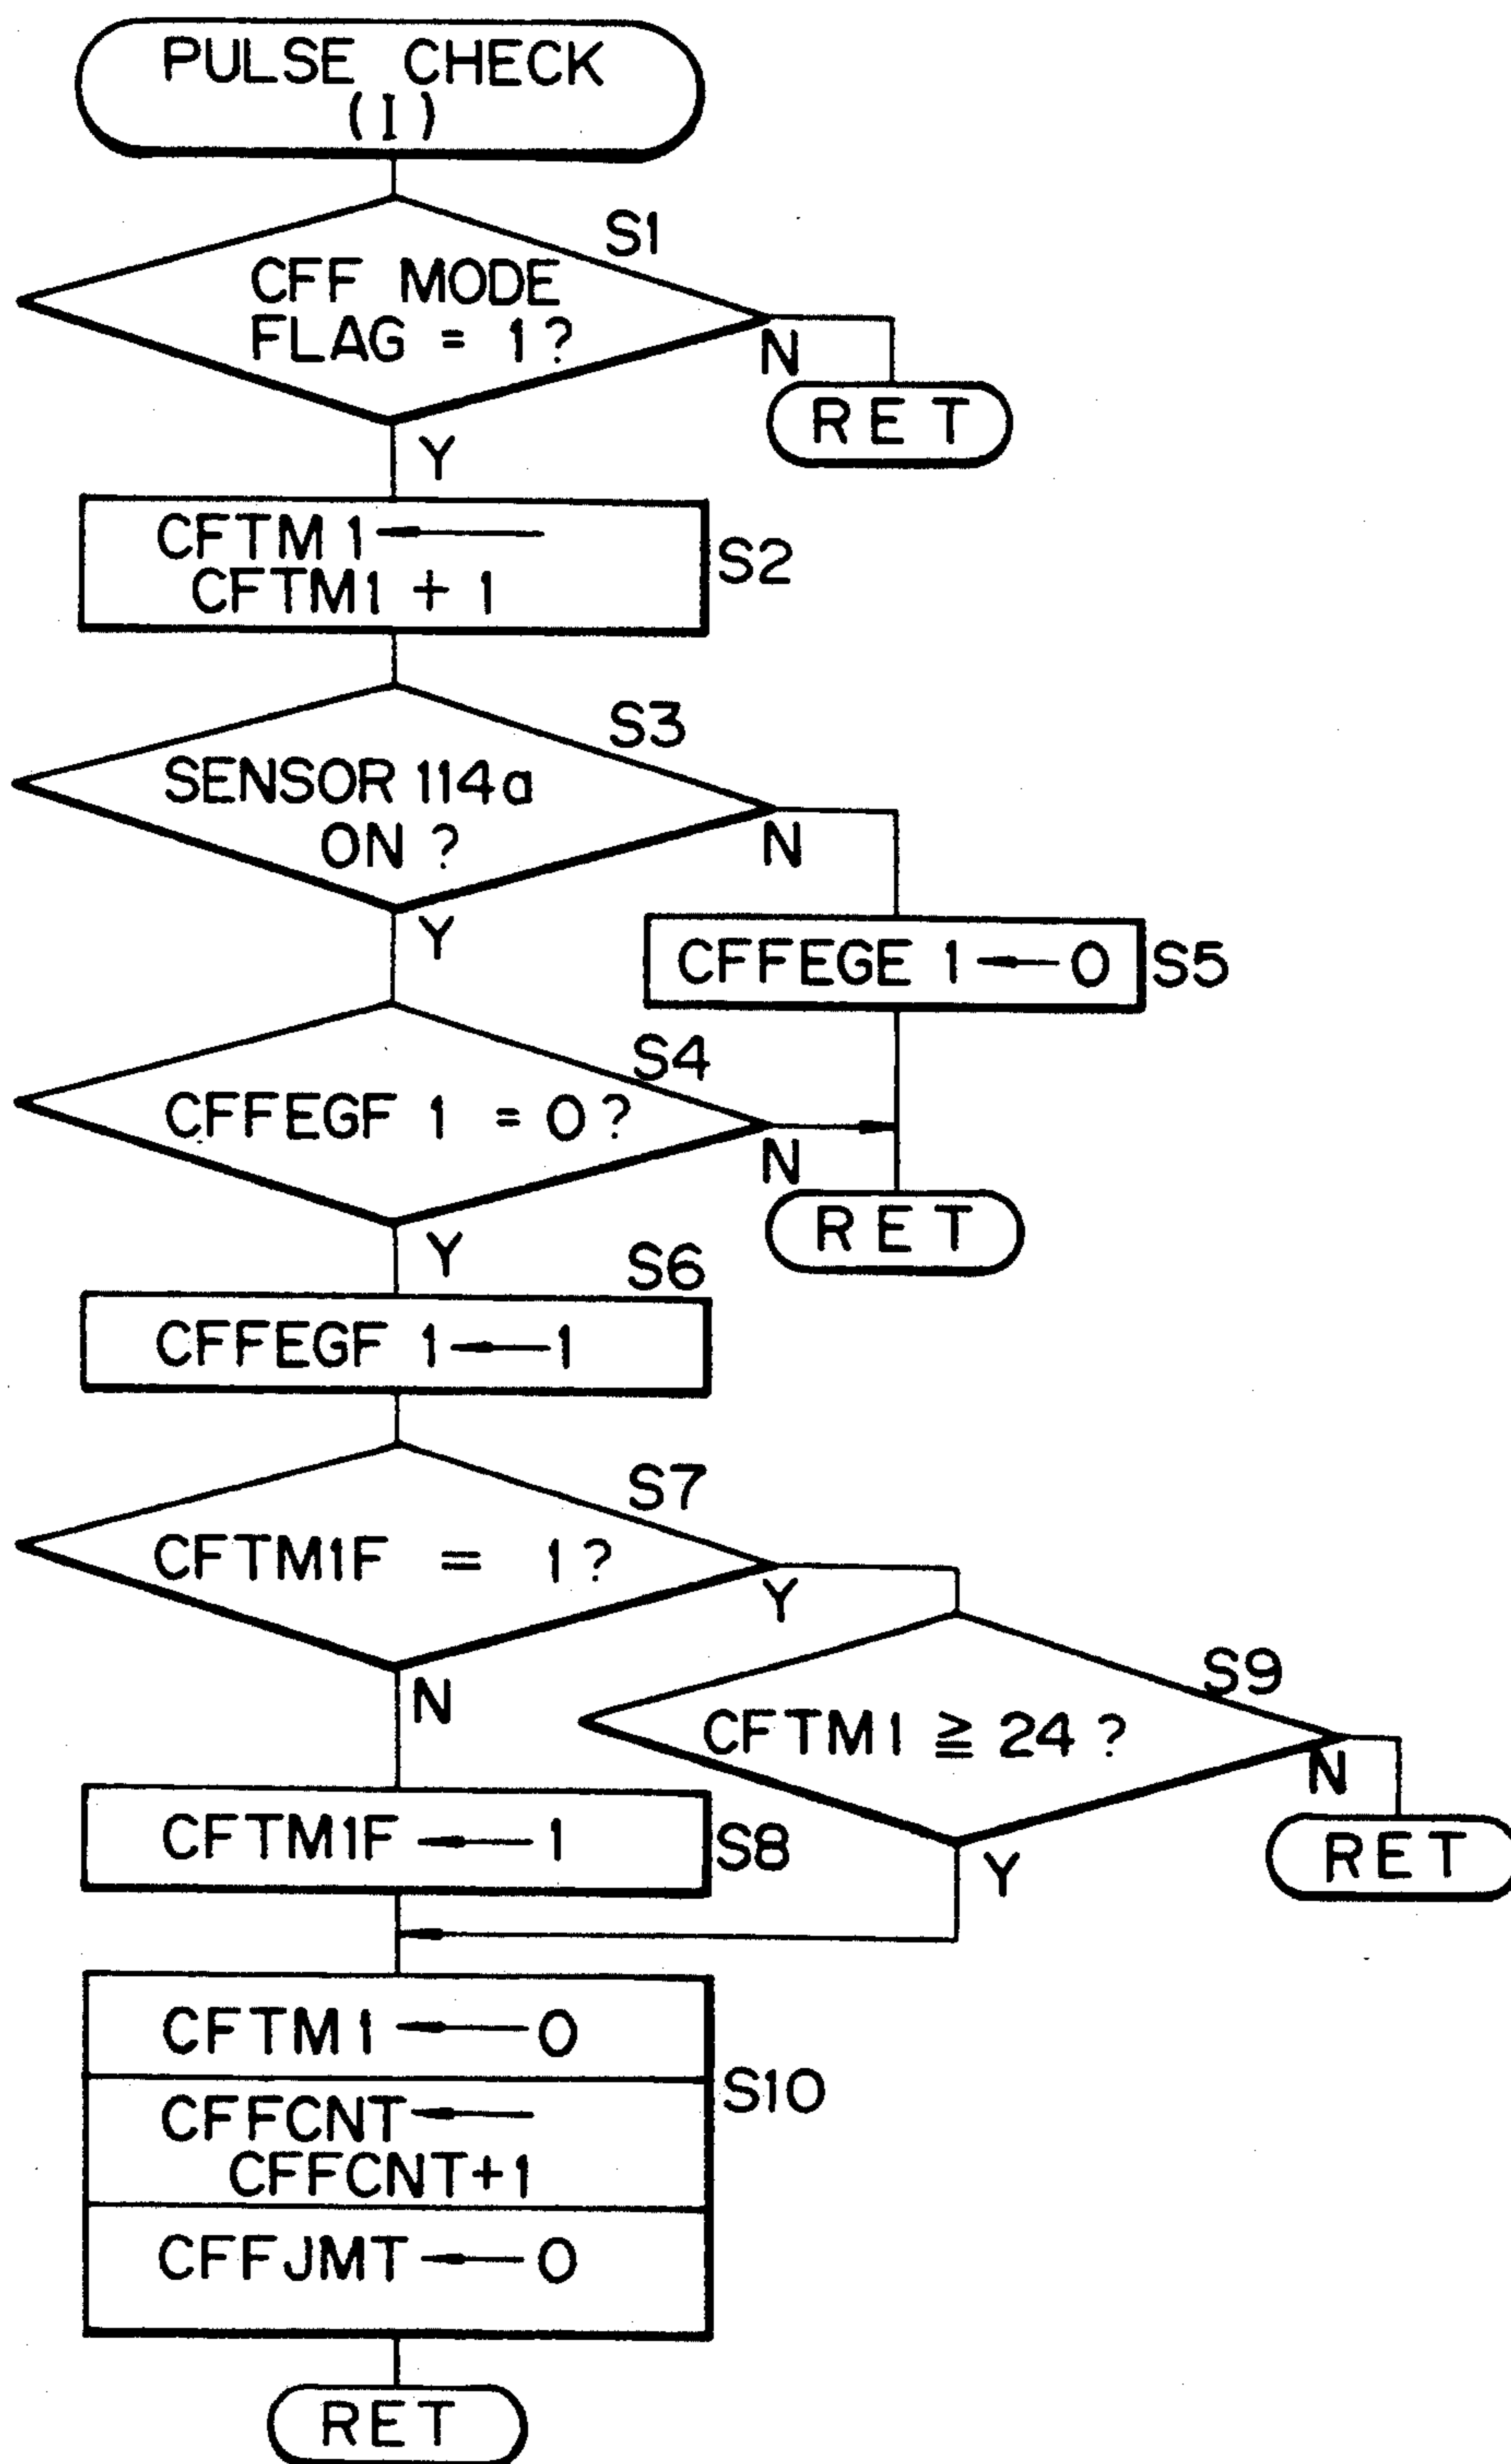 PULSE CHECK
(I)
S1
CFF MODE
FLAG = 1?
N
RET
Y
CFTM 1 ←
CFTM1 + 1
S2
S3
SENSOR 114a
ON ?
N
Y
CFFEGE 1 ← 0
S5
S4
CFFEGF 1 = 0?
N
RET
Y
S6
CFFEGF 1 ← 1
S7
CFTM1F = 1?
Y
N
S9
CFTM1 ≧ 24 ?
N
RET
Y
CFTM1F ← 1
S8
CFTM1 ← 0
S10
CFFCNT ←
CFFCNT+1
CFFJMT ← 0
RET